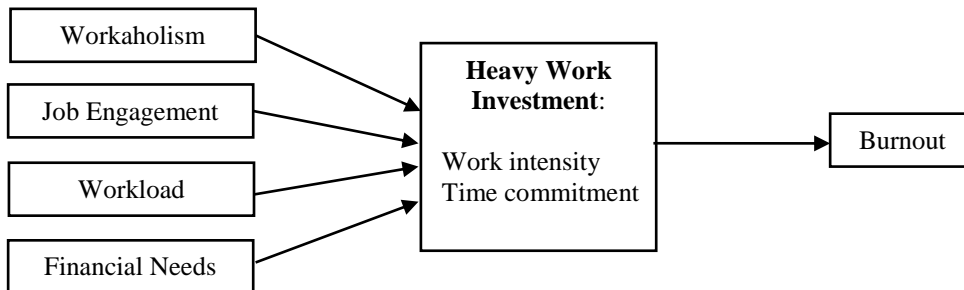 Workaholism
Job Engagement
Workload
Financial Needs
Heavy Work
Investment:
Work intensity
Time commitment
Burnout